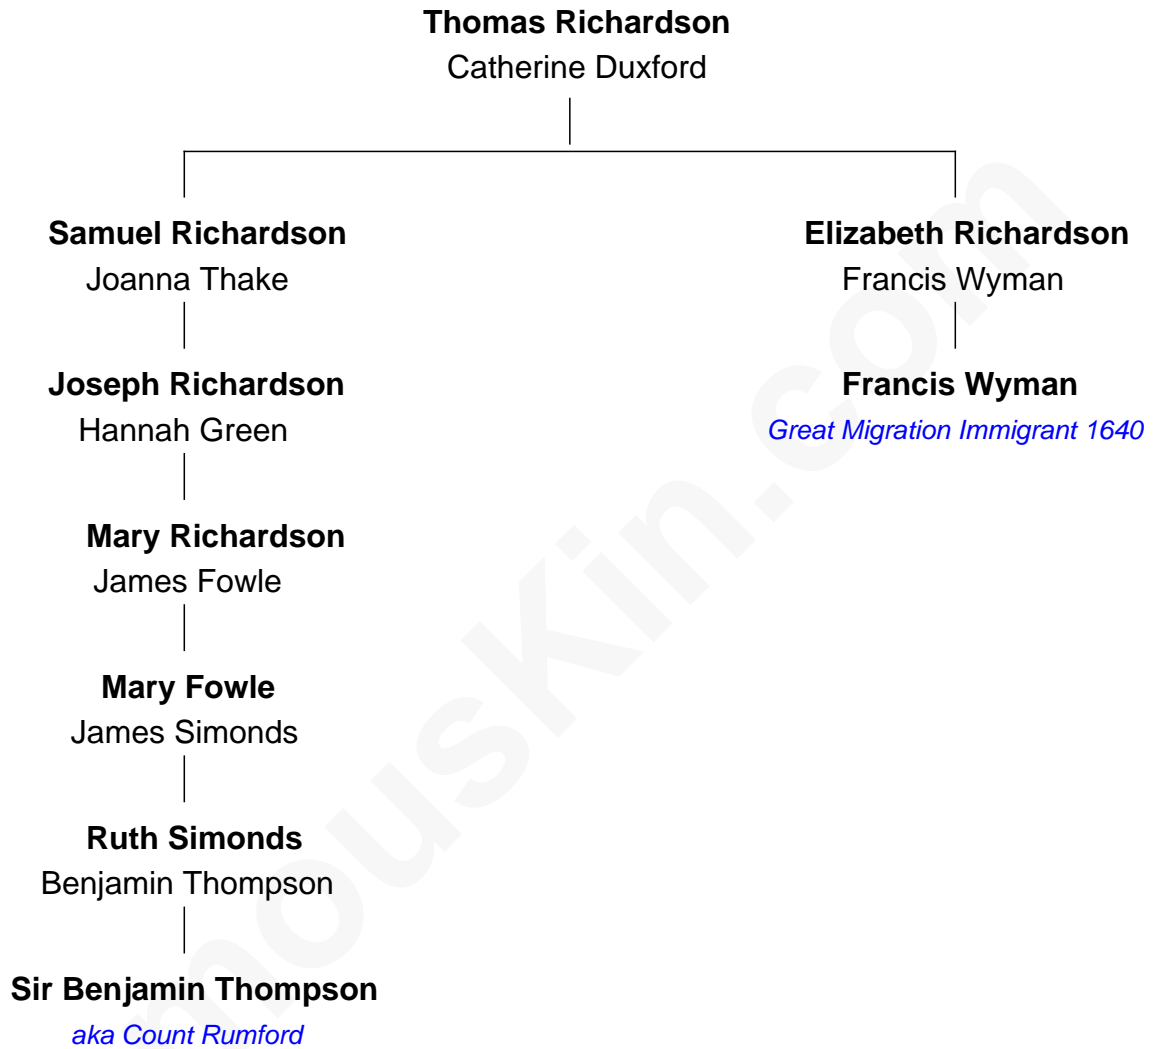 Thomas Richardson
Catherine Duxford
Samuel Richardson
Joanna Thake
Elizabeth Richardson
Francis Wyman
Joseph Richardson
Hannah Green
Francis Wyman
Great Migration Immigrant 1640
Mary Richardson
James Fowle
Mary Fowle
James Simonds
Ruth Simonds
Benjamin Thompson
Sir Benjamin Thompson
aka Count Rumford
mouskin.com